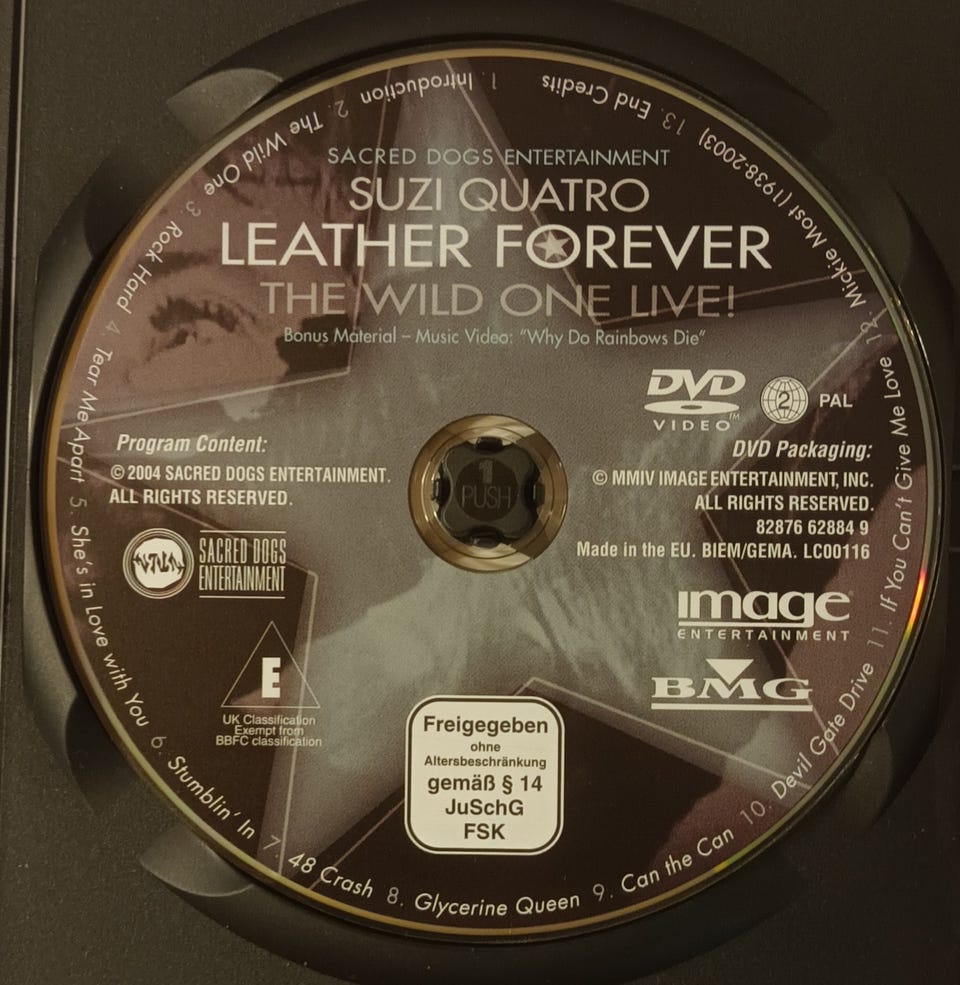 SACRED DOGS ENTERTAINMENT
SUZI QUATRO
LEATHER FOREVER
THE WILD ONE LIVE!
Bonus Material – Music Video: “Why Do Rainbows Die”
DVD
VIDEO™
2
PAL
Program Content:
© 2004 SACRED DOGS ENTERTAINMENT.
ALL RIGHTS RESERVED.
SACRED DOGS
ENTERTAINMENT
DVD Packaging:
© MMIV IMAGE ENTERTAINMENT, INC.
ALL RIGHTS RESERVED.
82876 62884 9
Made in the EU. BIEM/GEMA. LC00116
1
PUSH
image®
ENTERTAINMENT
BMG
E
UK Classification
Exempt from
BBFC classification
Freigegeben
ohne
Altersbeschränkung
gemäß § 14
JuSchG
FSK
1. Introduction 2. The Wild One 3. Rock Hard 4. Tear Me Apart 5. She's in Love with You 6. Stumblin' In 7. 48 Crash 8. Glycerine Queen 9. Can the Can 10. Devil Gate Drive 11. If You Can't Give Me Love 12. Mickie Most (1938-2003) 13. End Credits